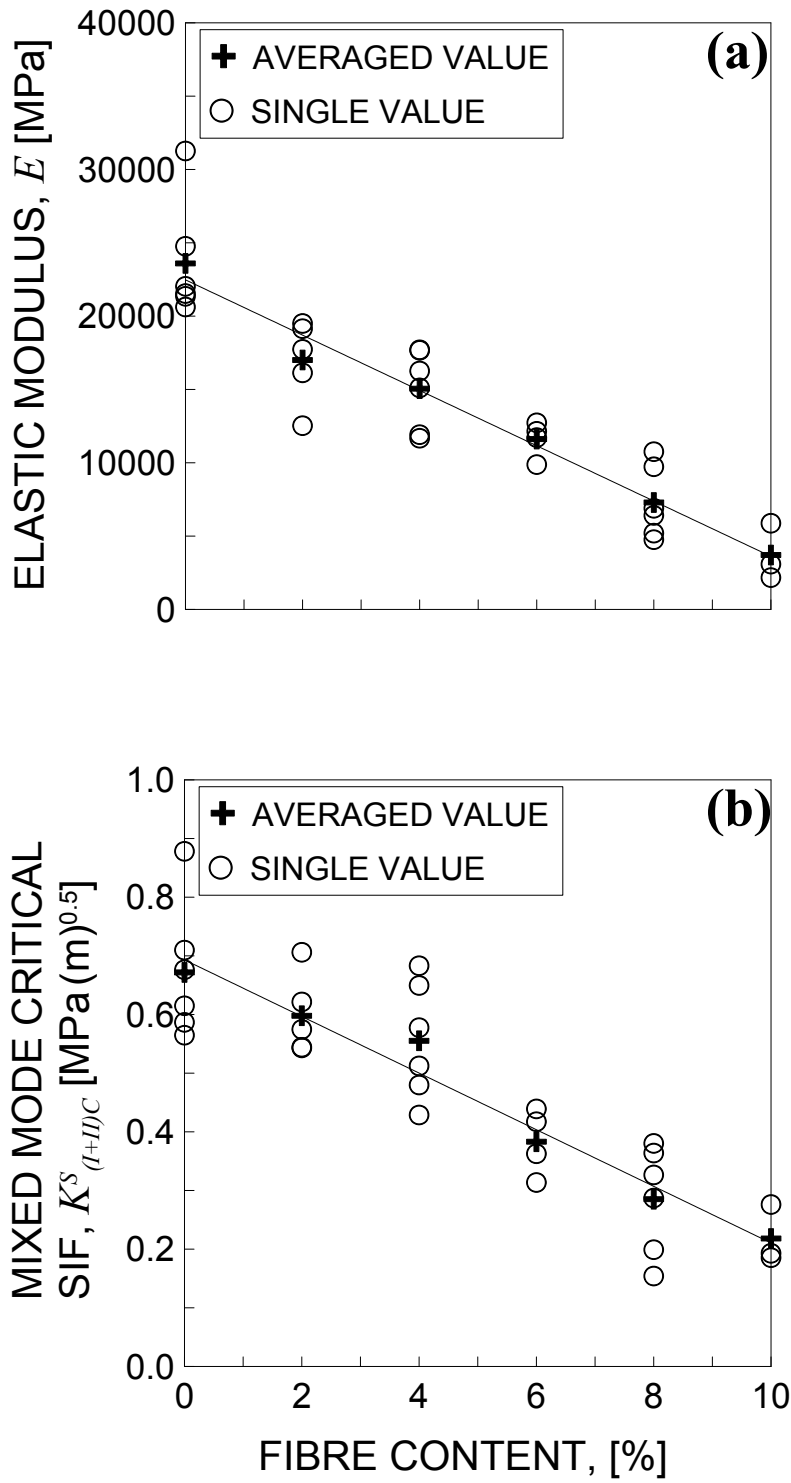 40000
(a)
AVERAGED VALUE
SINGLE VALUE
30000
20000
10000
0
ELASTIC MODULUS, E [MPa]
1.0
(b)
AVERAGED VALUE
SINGLE VALUE
0.8
0.6
0.4
0.2
0.0
MIXED MODE CRITICAL
SIF, K^S_(I+II)C [MPa (m)^0.5]
0 2 4 6 8 10
FIBRE CONTENT, [%]